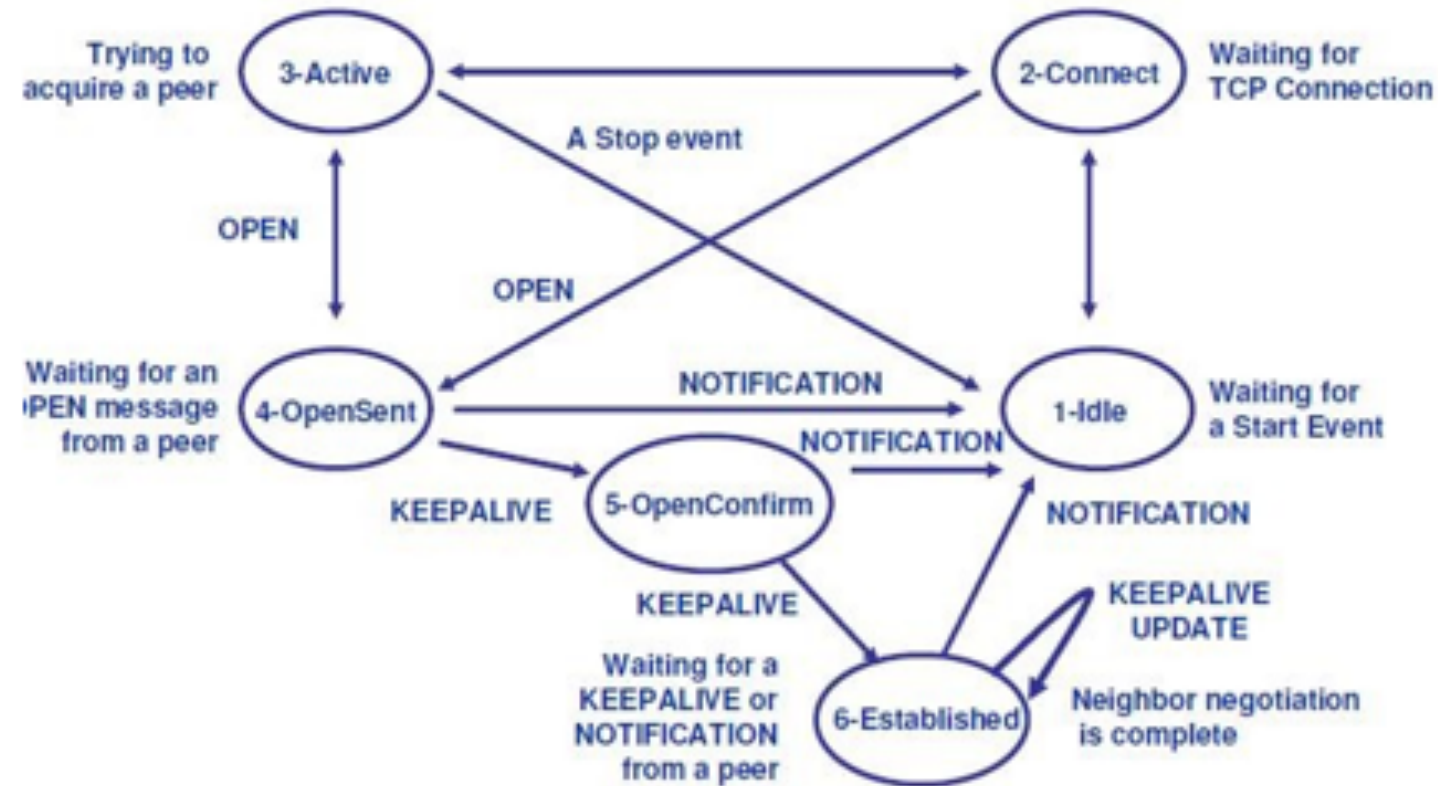 Trying to
acquire a peer
3-Active
2-Connect
Waiting for
TCP Connection
A Stop event
OPEN
OPEN
Waiting for an
PEN message
from a peer
4-OpenSent
NOTIFICATION
1-Idle
Waiting for
a Start Event
NOTIFICATION
KEEPALIVE
5-OpenConfirm
NOTIFICATION
KEEPALIVE
KEEPALIVE
UPDATE
Waiting for a
KEEPALIVE or
NOTIFICATION
from a peer
6-Established
Neighbor negotiation
is complete